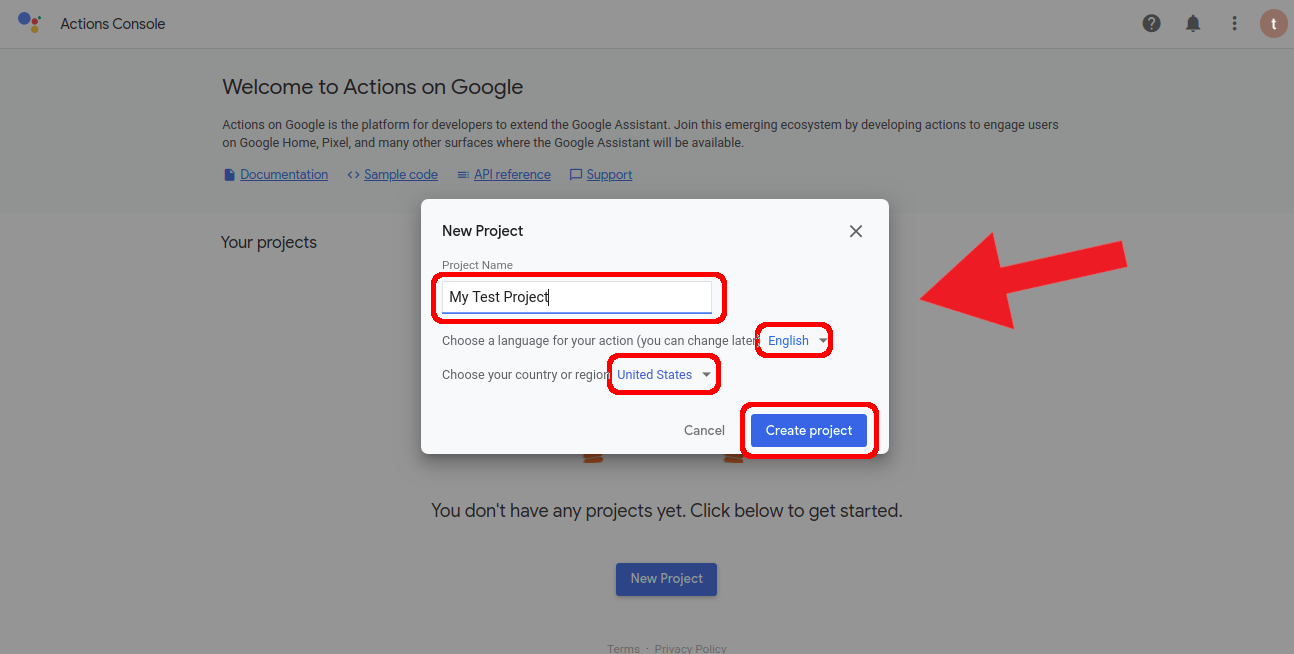 Actions Console
t
Welcome to Actions on Google
Actions on Google is the platform for developers to extend the Google Assistant. Join this emerging ecosystem by developing actions to engage users
on Google Home, Pixel, and many other surfaces where the Google Assistant will be available.
Documentation Sample code API reference Support
Your projects
New Project
Project Name
My Test Project
Choose a language for your action (you can change later English
Choose your country or region United States
Cancel Create project
You don't have any projects yet. Click below to get started.
New Project
Terms · Privacy Policy